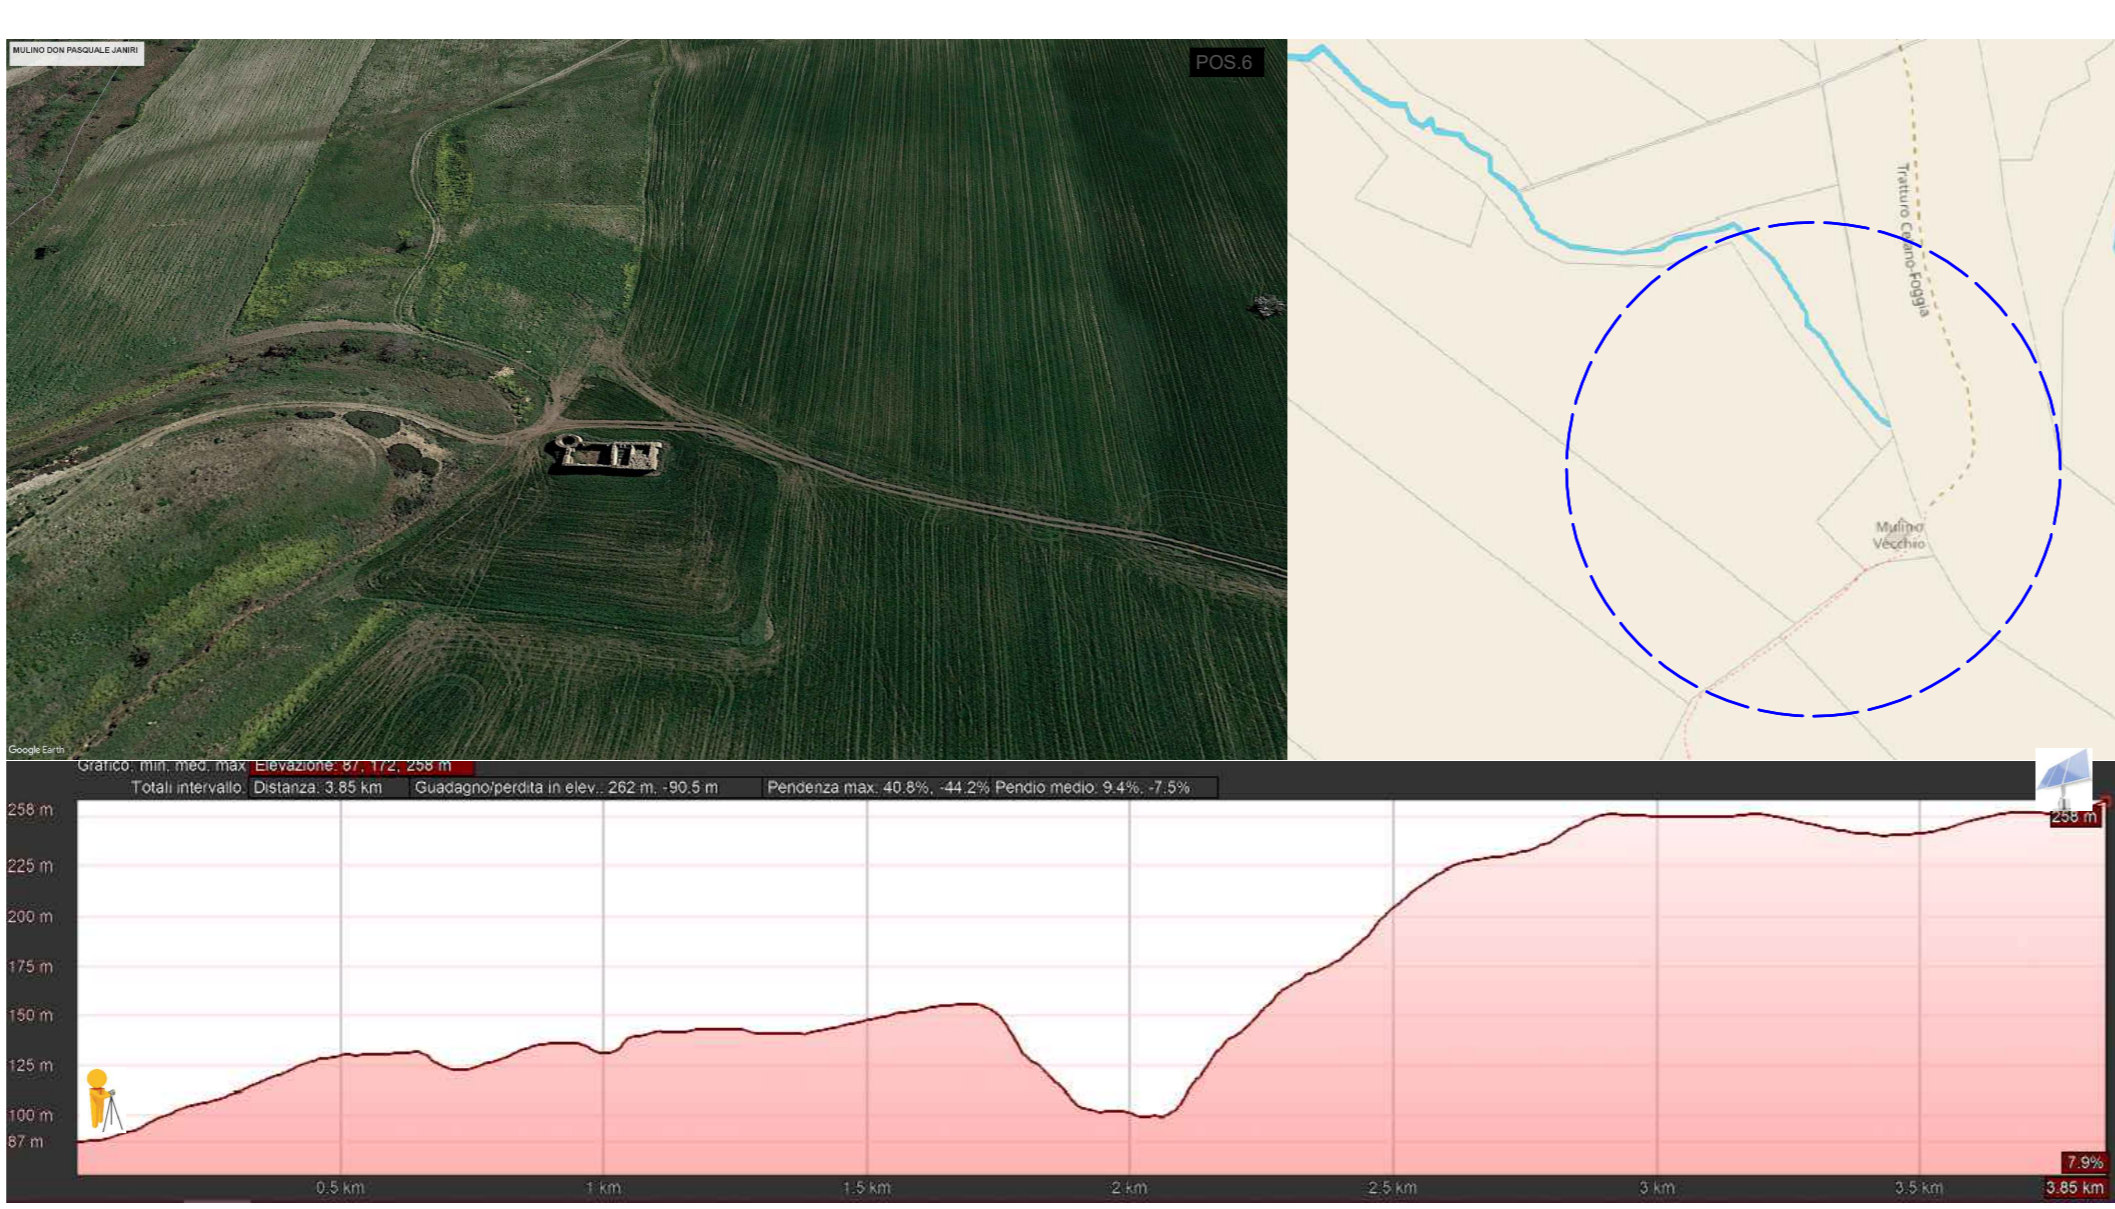 MULINO DON PASQUALE JANIRI
POS.6
Tratturo Celano-Foggia
Mulino
Vecchio
Google Earth
Grafico: min, med, max Elevazione: 87, 172, 258 m
Totali intervallo: Distanza: 3.85 km Guadagno/perdita in elev.: 262 m, -90.5 m Pendenza max: 40.8%, -44.2% Pendio medio: 9.4%, -7.5%
258 m
225 m
200 m
175 m
150 m
125 m
100 m
87 m
258 m
7.9%
0.5 km 1 km 1.5 km 2 km 2.5 km 3 km 3.5 km 3.85 km